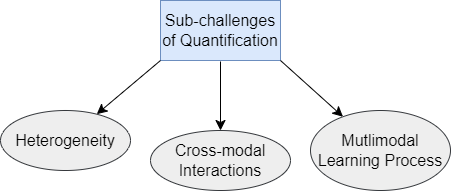 Sub-challenges
of Quantification
Heterogeneity
Cross-modal
Interactions
Mutlimodal
Learning Process